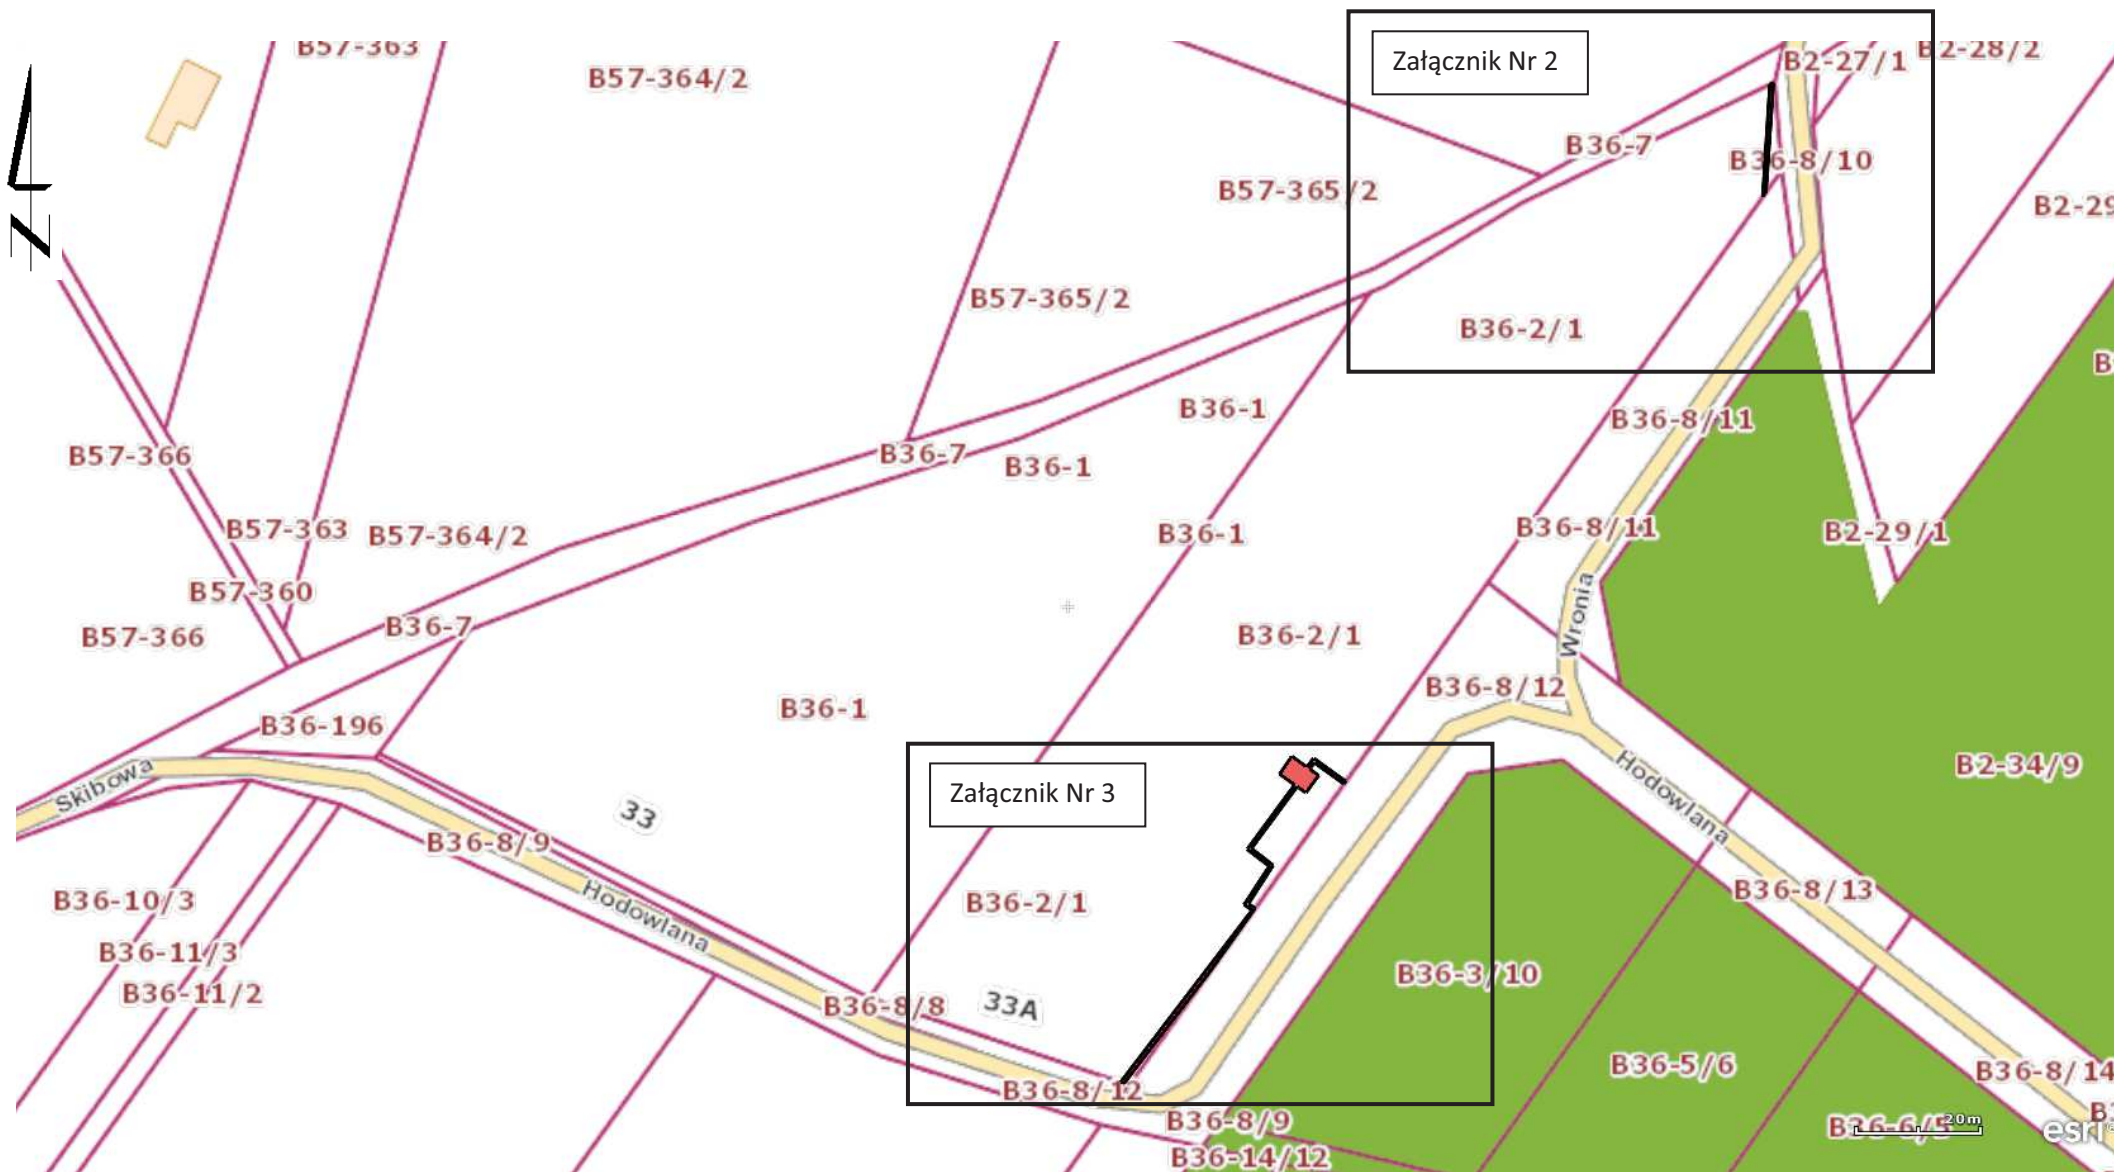 B57-363
B57-364/2
Załącznik Nr 2
B2-27/1
B2-28/2
B36-7
B36-8/10
B57-365/2
B2-29
N
B57-365/2
B36-2/1
B36-1
B36-8/11
B57-366
B36-7
B36-1
B57-363
B57-364/2
B36-1
B36-8/11
B2-29/1
B57-360
B57-366
B36-7
B36-2/1
Wronia
B36-8/12
B36-196
B36-1
B2-34/9
Skibowa
Załącznik Nr 3
Hodowlana
33
B36-8/9
B36-8/13
B36-10/3
Hodowlana
B36-2/1
B36-11/3
B36-3/10
B36-11/2
B36-8/8
33A
B36-5/6
B36-8/14
B36-8/12
B36-8/9
B36-6/5
20m
esri
B36-14/12